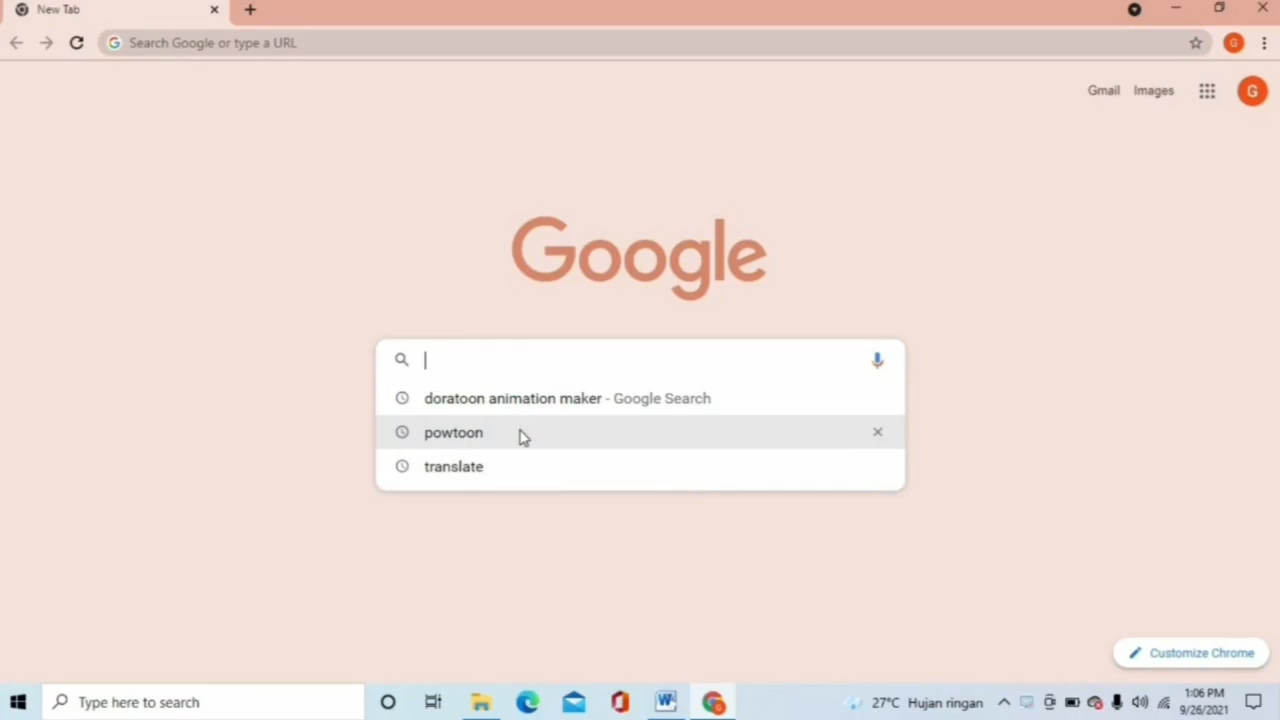 New Tab
Search Google or type a URL
G
Gmail Images
G
Google
doratoon animation maker - Google Search
powtoon
translate
Customize Chrome
Type here to search
27°C Hujan ringan
1:06 PM
9/26/2021